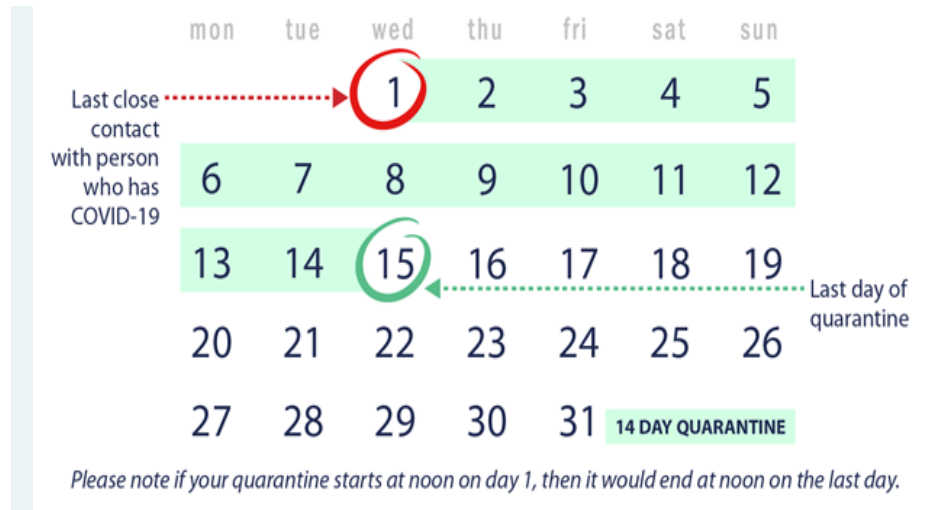 mon tue wed thu fri sat sun
1 2 3 4 5
Last close
contact
with person
who has
COVID-19
6 7 8 9 10 11 12
13 14 15 16 17 18 19
Last day of
quarantine
20 21 22 23 24 25 26
27 28 29 30 31 14 DAY QUARANTINE
Please note if your quarantine starts at noon on day 1, then it would end at noon on the last day.